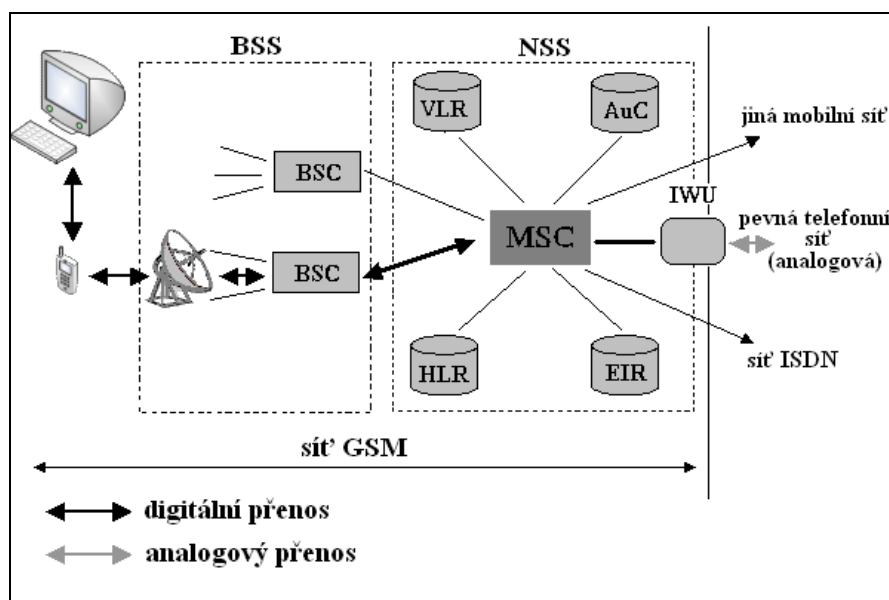 BSS
NSS
VLR
AuC
jiná mobilní síť
BSC
IWU
MSC
pevná telefonní
síť
(analogová)
BSC
HLR
EIR
síť ISDN
síť GSM
digitální přenos
analogový přenos